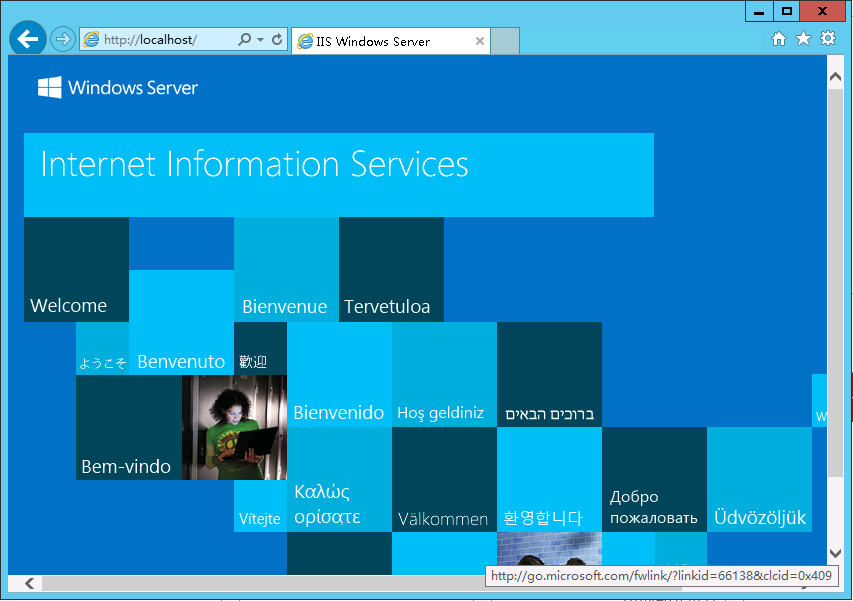 http://localhost/
IIS Windows Server
Windows Server
Internet Information Services
Welcome
Bienvenue
Tervetuloa
ようこそ
Benvenuto
歡迎
Bienvenido
Hoş geldiniz
ברוכים הבאים
Bem-vindo
Vítejte
Καλώς
ορίσατε
Välkommen
환영합니다
Добро
пожаловать
Üdvözöljük
http://go.microsoft.com/fwlink/?linkid=66138&clcid=0x409